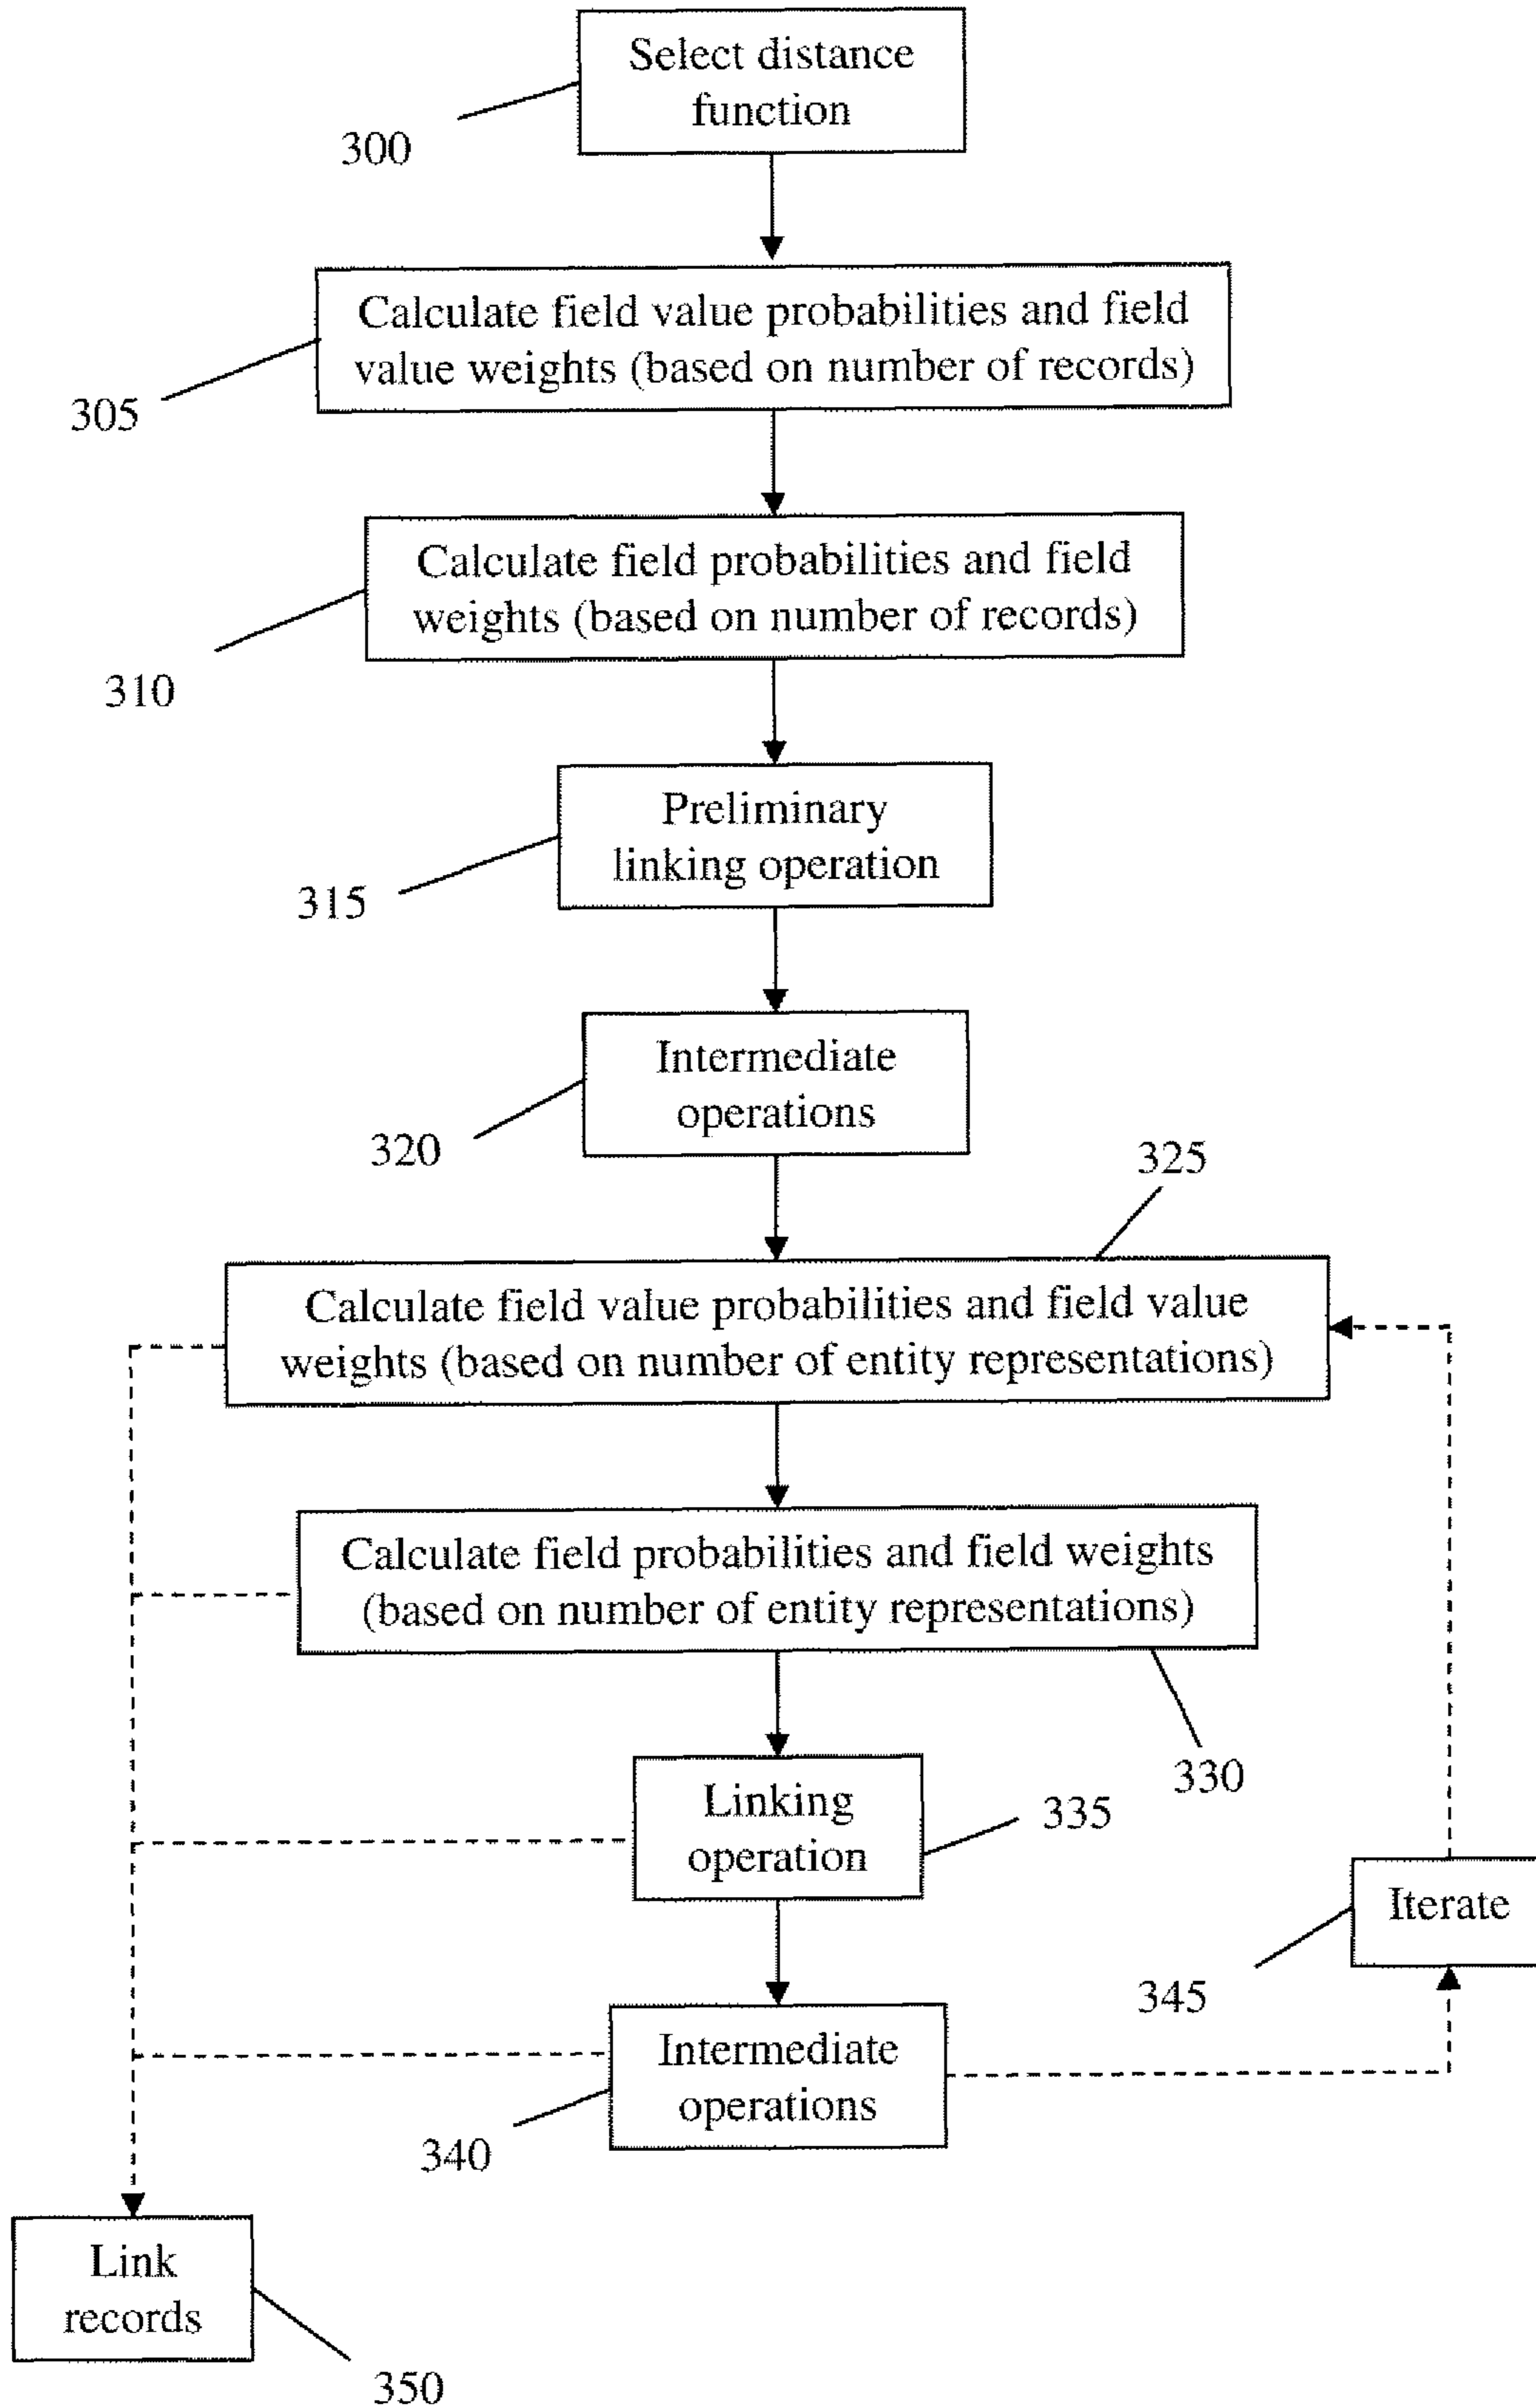 Select distance
function
300
Calculate field value probabilities and field
value weights (based on number of records)
305
Calculate field probabilities and field
weights (based on number of records)
310
Preliminary
linking operation
315
Intermediate
operations
320
325
Calculate field value probabilities and field value
weights (based on number of entity representations)
Calculate field probabilities and field weights
(based on number of entity representations)
330
Linking
operation
335
Iterate
345
Intermediate
operations
340
Link
records
350